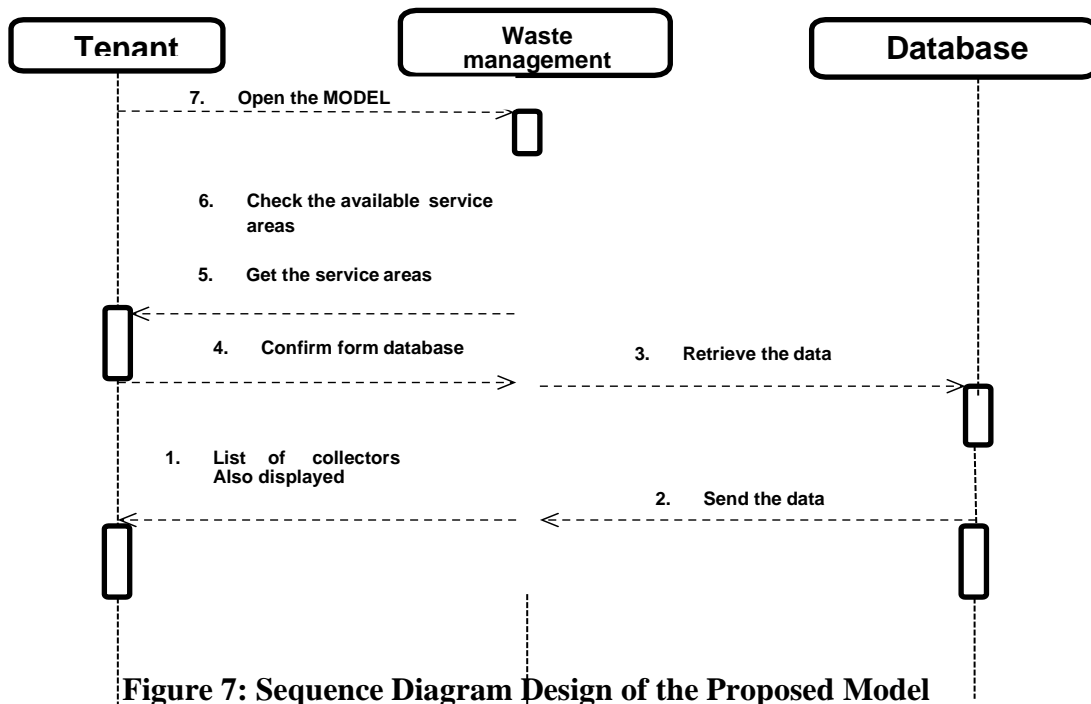 Tenant
Waste
management
Database
7. Open the MODEL
6. Check the available service
areas
5. Get the service areas
4. Confirm form database
3. Retrieve the data
1. List of collectors
Also displayed
2. Send the data
Figure 7: Sequence Diagram Design of the Proposed Model